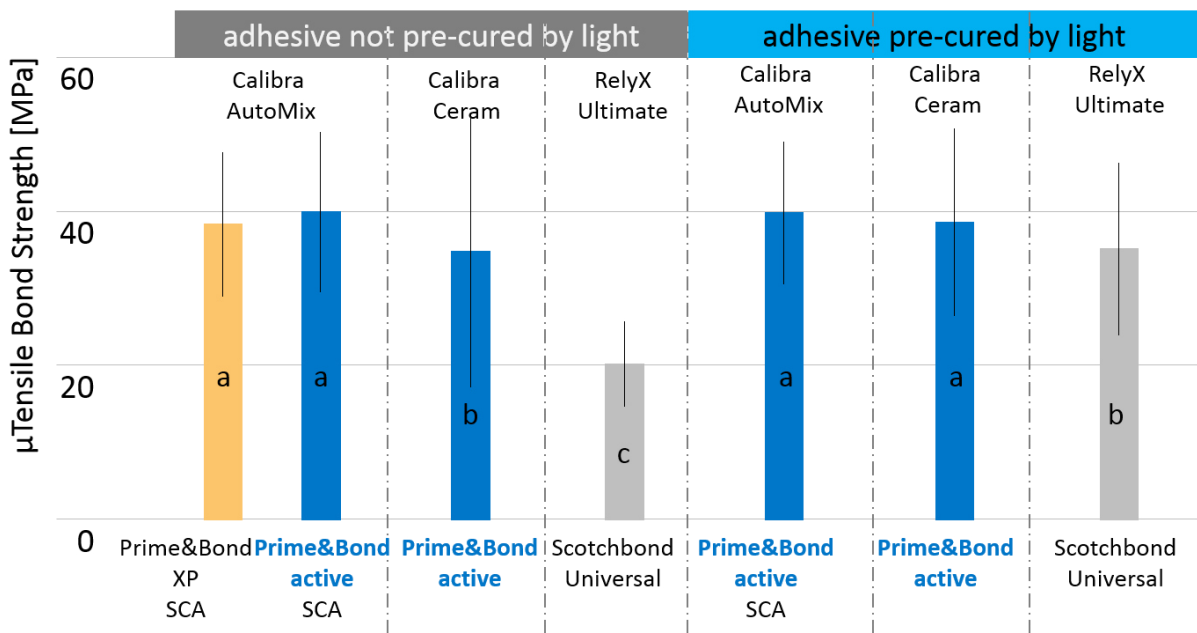 adhesive not pre-cured by light
adhesive pre-cured by light
µTensile Bond Strength [MPa]
60
40
20
0
Calibra
AutoMix
Calibra
Ceram
RelyX
Ultimate
Calibra
AutoMix
Calibra
Ceram
RelyX
Ultimate
a
a
b
c
a
a
b
Prime&Bond
XP
SCA
Prime&Bond
active
SCA
Prime&Bond
active
Scotchbond
Universal
Prime&Bond
active
SCA
Prime&Bond
active
Scotchbond
Universal